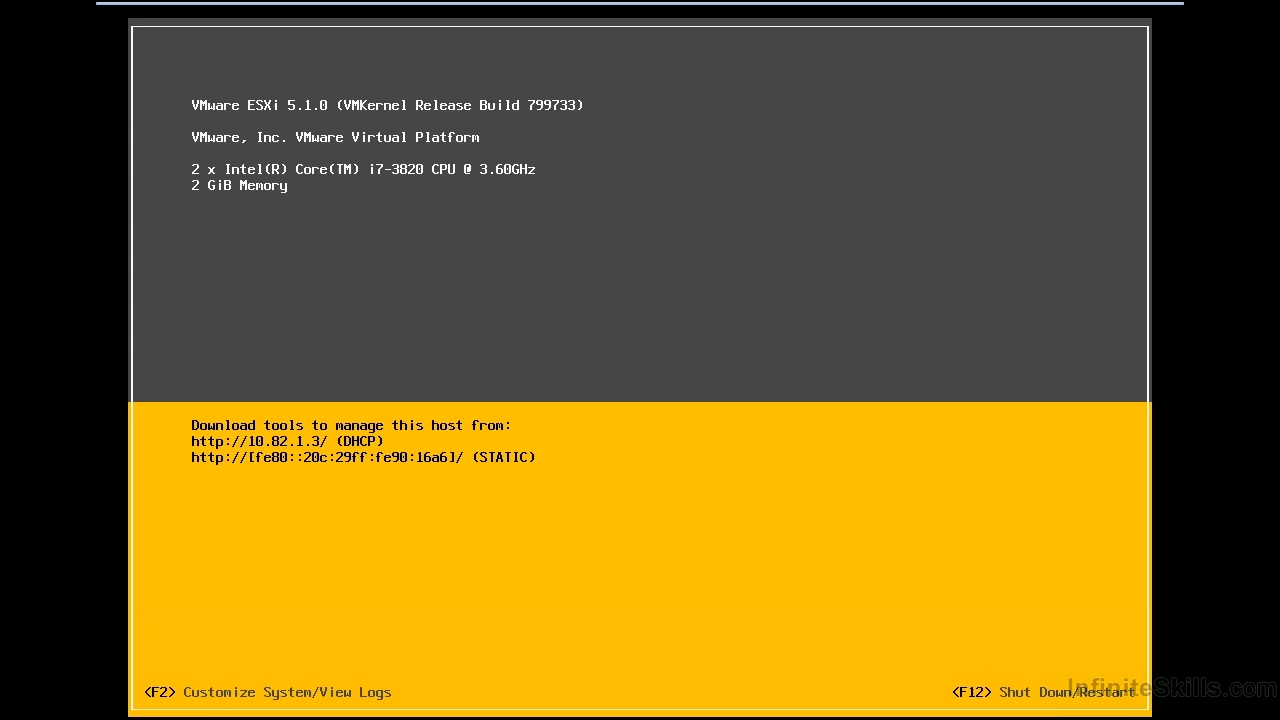 VMware ESXi 5.1.0 (VMKernel Release Build 799733)
VMware, Inc. VMware Virtual Platform
2 x Intel(R) Core(TM) i7-3820 CPU @ 3.60GHz
2 GiB Memory
Download tools to manage this host from:
http://10.82.1.3/ (DHCP)
http://[fe80::20c:29ff:fe90:16a6]/ (STATIC)
<F2> Customize System/View Logs
<F12> Shut Down/Restart
InfiniteSkills.com